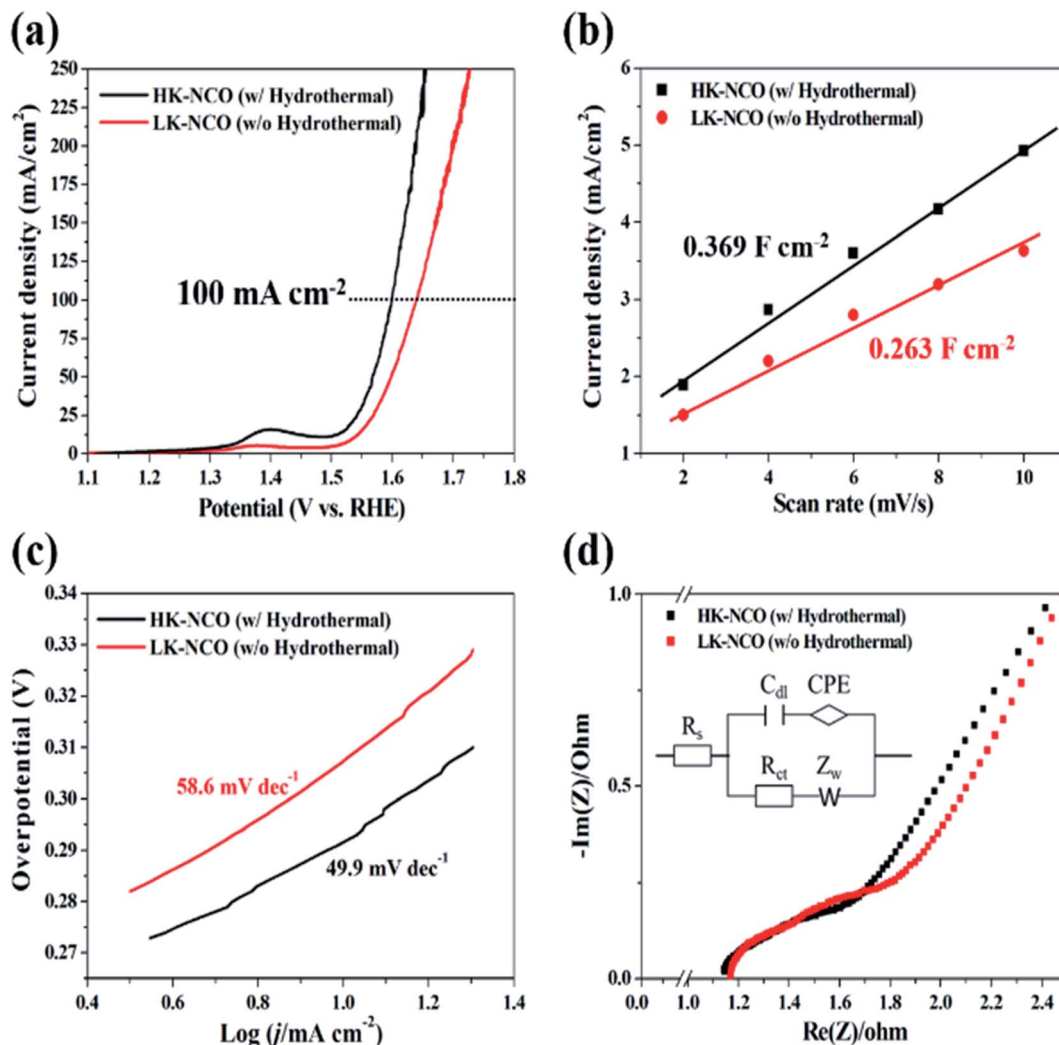 (a)
250
225
200
175
150
125
100
75
50
25
0
HK-NCO (w/ Hydrothermal)
LK-NCO (w/o Hydrothermal)
100 mA cm⁻²
1.1 1.2 1.3 1.4 1.5 1.6 1.7 1.8
Potential (V vs. RHE)
Current density (mA/cm²)
(b)
6
5
4
3
2
1
HK-NCO (w/ Hydrothermal)
LK-NCO (w/o Hydrothermal)
0.369 F cm⁻²
0.263 F cm⁻²
2 4 6 8 10
Scan rate (mV/s)
Current density (mA/cm²)
(c)
0.34
0.33
0.32
0.31
0.30
0.29
0.28
0.27
HK-NCO (w/ Hydrothermal)
LK-NCO (w/o Hydrothermal)
58.6 mV dec⁻¹
49.9 mV dec⁻¹
0.4 0.6 0.8 1.0 1.2 1.4
Log (j/mA cm⁻²)
Overpotential (V)
(d)
1.0
0.5
0.0
HK-NCO (w/ Hydrothermal)
LK-NCO (w/o Hydrothermal)
C_dl CPE
R_s
R_ct Z_w
W
0.0 1.0 1.2 1.4 1.6 1.8 2.0 2.2 2.4
Re(Z)/ohm
-Im(Z)/Ohm